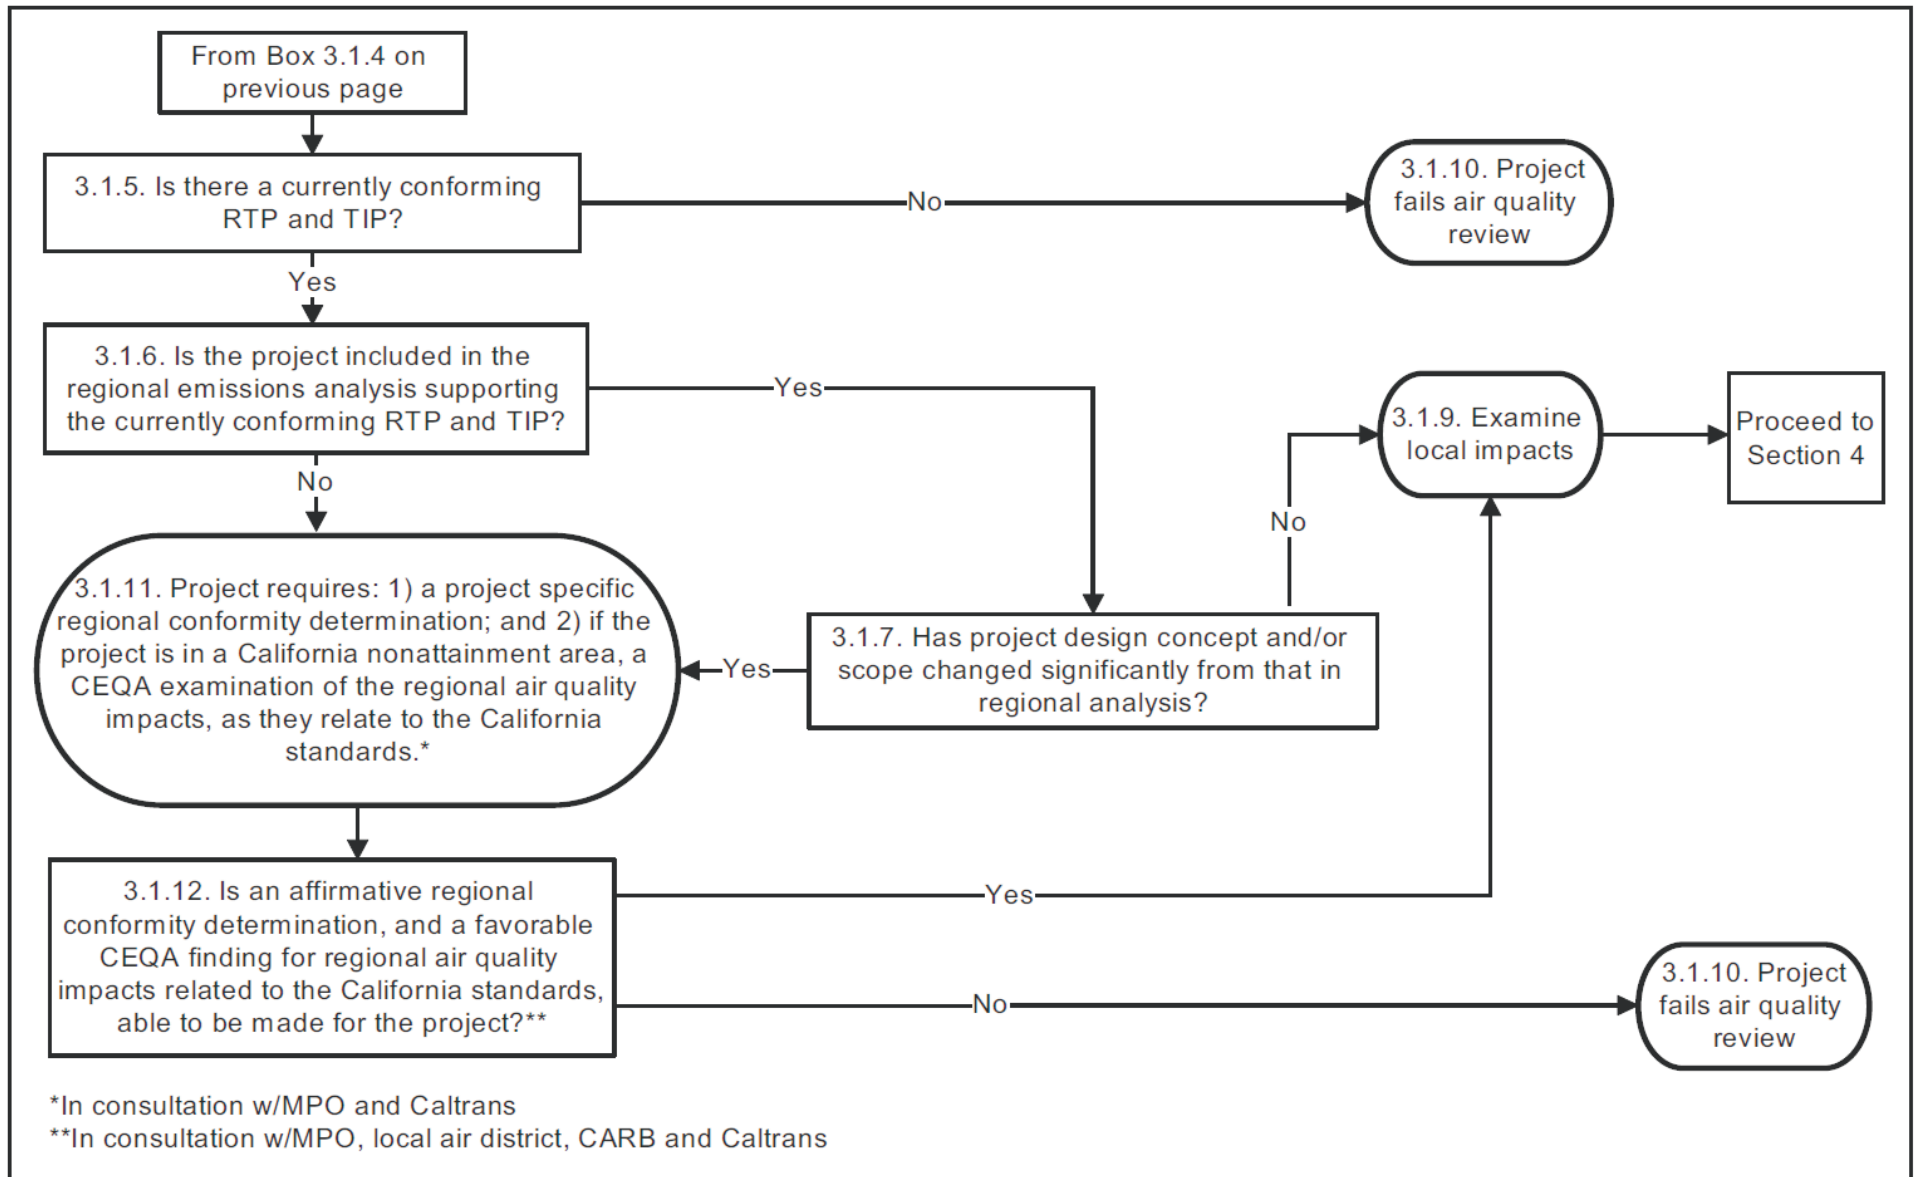 From Box 3.1.4 on
previous page
3.1.5. Is there a currently conforming
RTP and TIP?
No
3.1.10. Project
fails air quality
review
Yes
3.1.6. Is the project included in the
regional emissions analysis supporting
the currently conforming RTP and TIP?
Yes
3.1.9. Examine
local impacts
Proceed to
Section 4
No
No
3.1.11. Project requires: 1) a project specific
regional conformity determination; and 2) if the
project is in a California nonattainment area, a
CEQA examination of the regional air quality
impacts, as they relate to the California
standards.*
Yes
3.1.7. Has project design concept and/or
scope changed significantly from that in
regional analysis?
3.1.12. Is an affirmative regional
conformity determination, and a favorable
CEQA finding for regional air quality
impacts related to the California standards,
able to be made for the project?**
Yes
No
3.1.10. Project
fails air quality
review
*In consultation w/MPO and Caltrans
**In consultation w/MPO, local air district, CARB and Caltrans